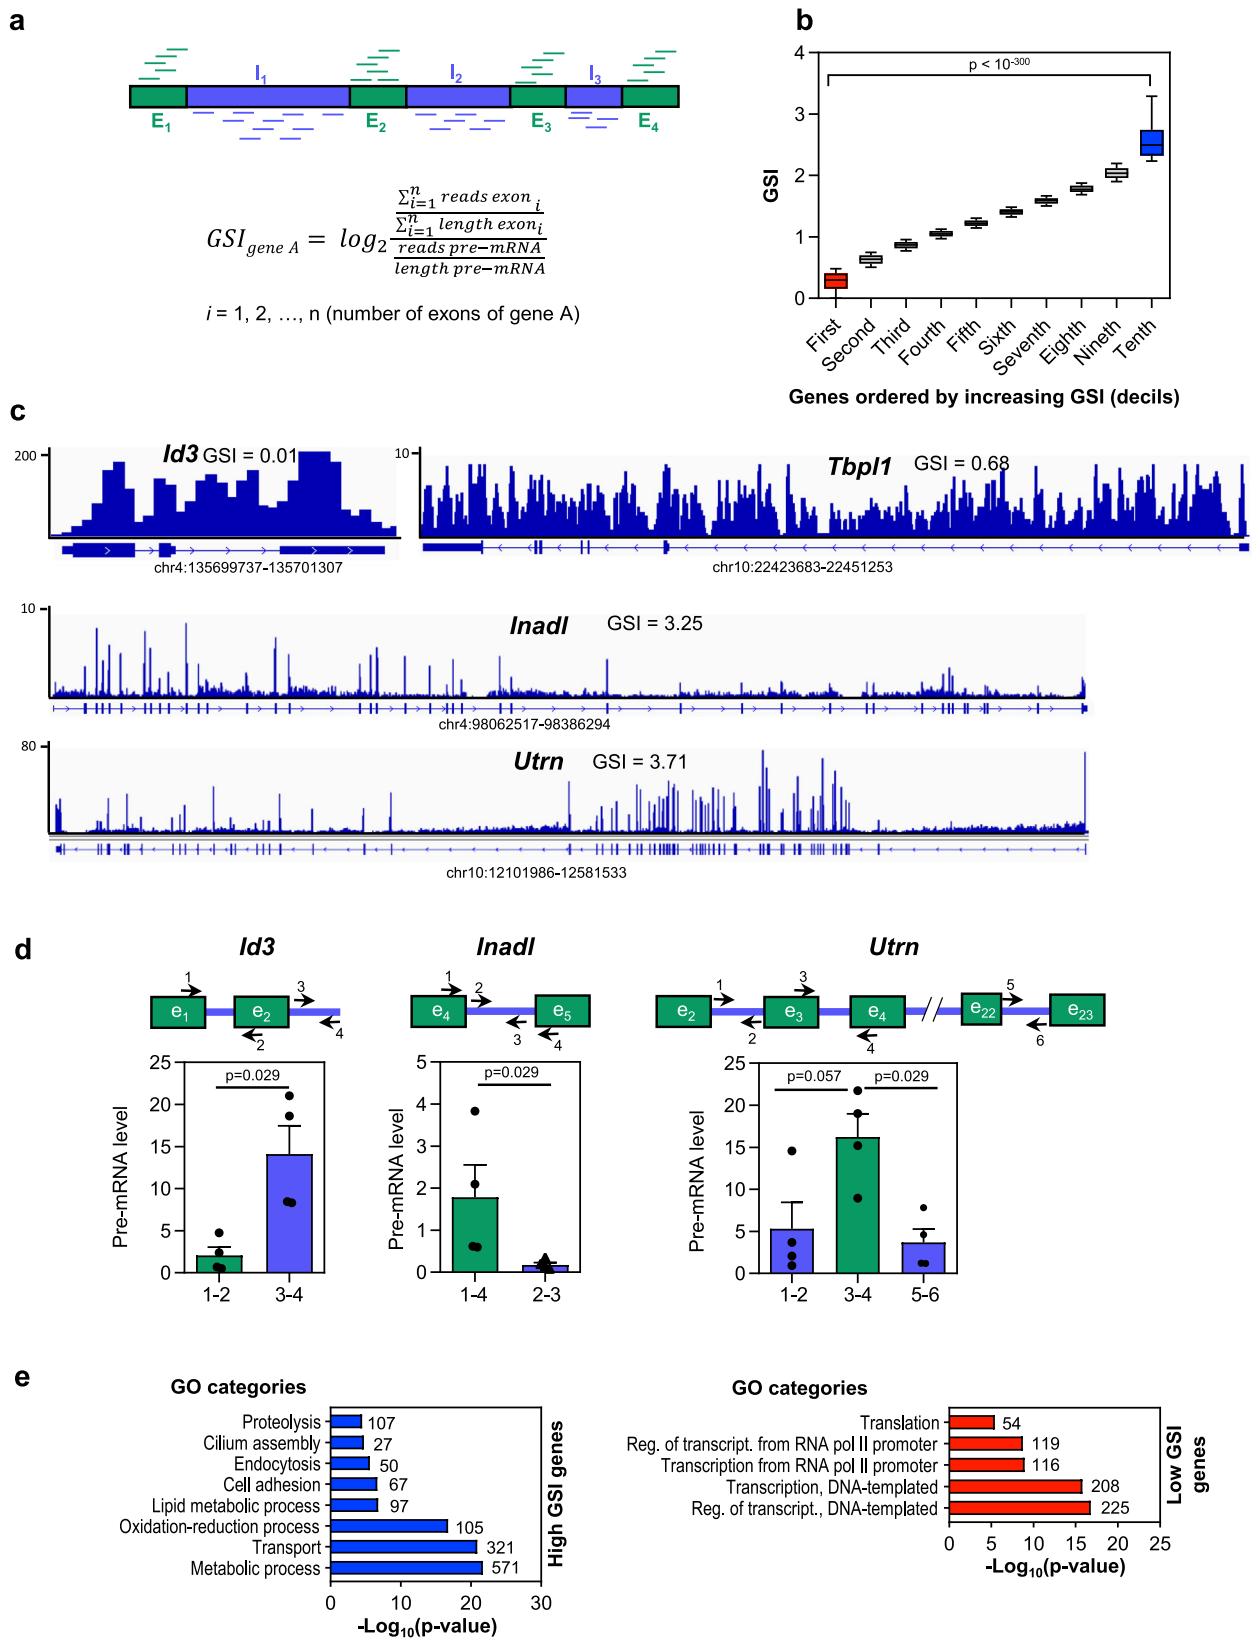 a
I1 I2 I3
E1 E2 E3 E4
GSI gene A = log2 ∑ n i=1 reads exon i
∑ n i=1 length exon i
reads pre−mRNA
length pre−mRNA
i = 1, 2, ..., n (number of exons of gene A)
b
p < 10-300
GSI
4
3
2
1
0
First Second Third Fourth Fifth Sixth Seventh Eighth Nineth Tenth
Genes ordered by increasing GSI (decils)
c
200
Id3 GSI = 0.01
chr4:135699737-135701307
10
Tbpl1 GSI = 0.68
chr10:22423683-22451253
10
Inadl GSI = 3.25
chr4:98062517-98386294
80
Utrn GSI = 3.71
chr10:12101986-12581533
d
Id3
1 3
e1 e2
2 4
Pre-mRNA level
25
20
15
10
5
0
p=0.029
1-2 3-4
Inadl
1 2
e4 e5
3 4
Pre-mRNA level
5
4
3
2
1
0
p=0.029
1-4 2-3
Utrn
1 3 5
e2 e3 e4 e22 e23
2 4 6
Pre-mRNA level
25
20
15
10
5
0
p=0.057 p=0.029
1-2 3-4 5-6
e
GO categories
Proteolysis 107
Cilium assembly 27
Endocytosis 50
Cell adhesion 67
Lipid metabolic process 97
Oxidation-reduction process 105
Transport 321
Metabolic process 571
0 10 20 30
-Log10(p-value)
High GSI genes
GO categories
Translation 54
Reg. of transcript. from RNA pol II promoter 119
Transcription from RNA pol II promoter 116
Transcription, DNA-templated 208
Reg. of transcript., DNA-templated 225
0 5 10 15 20 25
-Log10(p-value)
Low GSI
genes